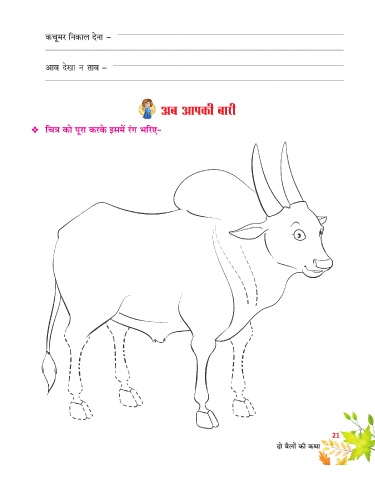 कचूमर निकाल देना –
आव देखा न ताव –
अब आपकी बारी
❖ चित्र को पूरा करके इसमें रंग भरिए-
21
दो बैलों की कथा